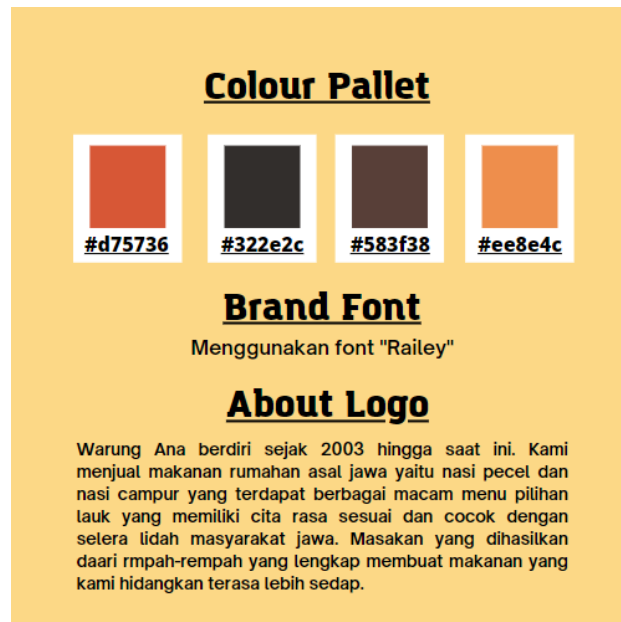 Colour Pallet
#d75736 #322e2c #583f38 #ee8e4c
Brand Font
Menggunakan font "Railey"
About Logo
Warung Ana berdiri sejak 2003 hingga saat ini. Kami
menjual makanan rumahan asal jawa yaitu nasi pecel dan
nasi campur yang terdapat berbagai macam menu pilihan
lauk yang memiliki cita rasa sesuai dan cocok dengan
selera lidah masyarakat jawa. Masakan yang dihasilkan
daari rmpah-rempah yang lengkap membuat makanan yang
kami hidangkan terasa lebih sedap.